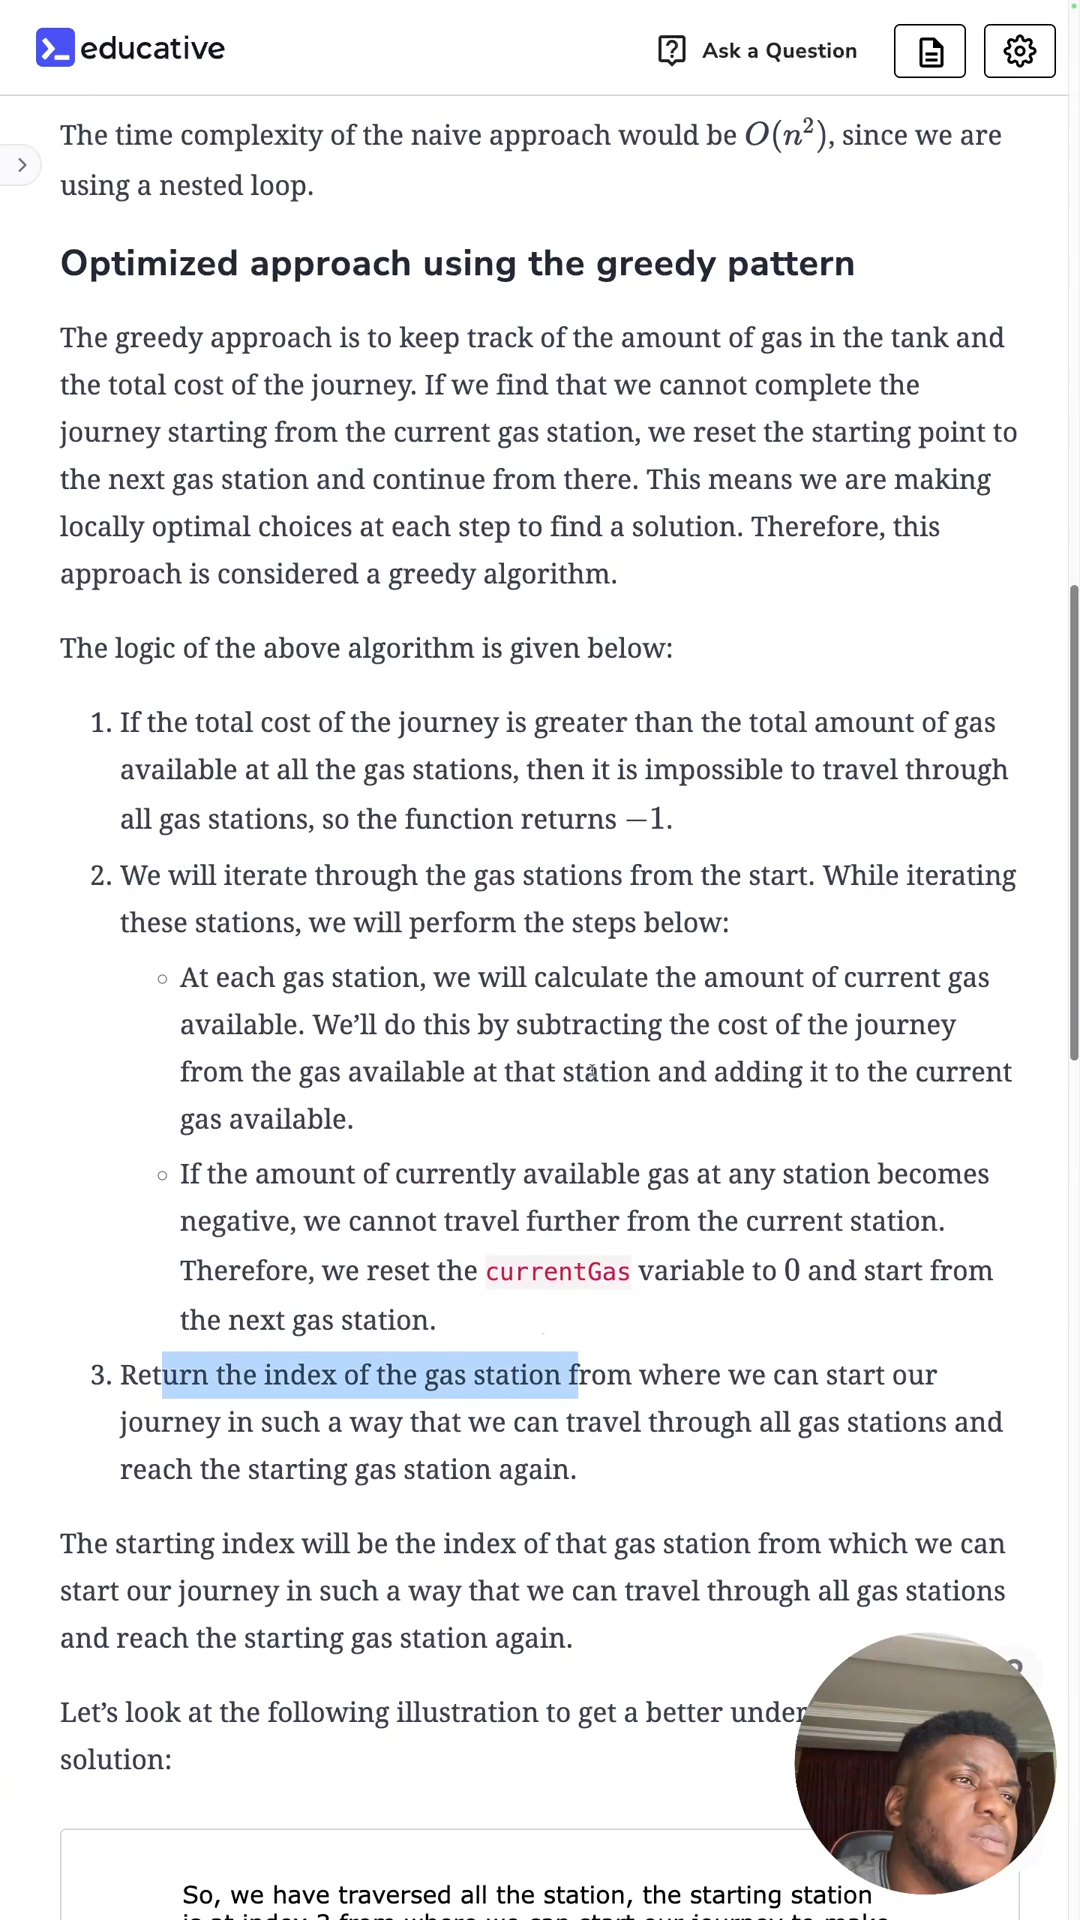 educative
Ask a Question
The time complexity of the naive approach would be O(n²), since we are
using a nested loop.
Optimized approach using the greedy pattern
The greedy approach is to keep track of the amount of gas in the tank and
the total cost of the journey. If we find that we cannot complete the
journey starting from the current gas station, we reset the starting point to
the next gas station and continue from there. This means we are making
locally optimal choices at each step to find a solution. Therefore, this
approach is considered a greedy algorithm.
The logic of the above algorithm is given below:
1. If the total cost of the journey is greater than the total amount of gas
available at all the gas stations, then it is impossible to travel through
all gas stations, so the function returns −1.
2. We will iterate through the gas stations from the start. While iterating
these stations, we will perform the steps below:
At each gas station, we will calculate the amount of current gas
available. We’ll do this by subtracting the cost of the journey
from the gas available at that station and adding it to the current
gas available.
If the amount of currently available gas at any station becomes
negative, we cannot travel further from the current station.
Therefore, we reset the currentGas variable to 0 and start from
the next gas station.
3. Return the index of the gas station from where we can start our
journey in such a way that we can travel through all gas stations and
reach the starting gas station again.
The starting index will be the index of that gas station from which we can
start our journey in such a way that we can travel through all gas stations
and reach the starting gas station again.
Let’s look at the following illustration to get a better under
solution:
So, we have traversed all the station, the starting station
is at index 3 from where we can start our journey to make